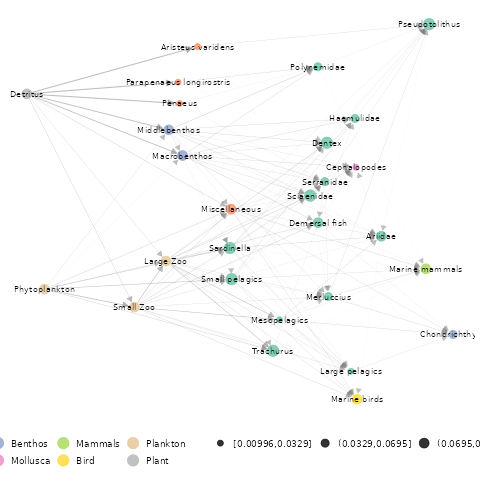 Pseupotolithus
Aristeus varidens
Polynemidae
Parapenaeus longirostris
Detritus
Penaeus
Haemulidae
Middlebenthos
Dentex
Macrobenthos
Cephalopodes
Serranidae
Sciaenidae
Miscellaneous
Demersal fish
Ariidae
Sardinella
Large Zoo
Marine mammals
Small pelagics
Phytoplankton
Merluccius
Small Zoo
Mesopelagics
Chondrichthy
Trachurus
Large pelagics
Marine birds
Benthos Mammals Plankton [0.00996,0.0329] (0.0329,0.0695] (0.0695,0
Mollusca Bird Plant